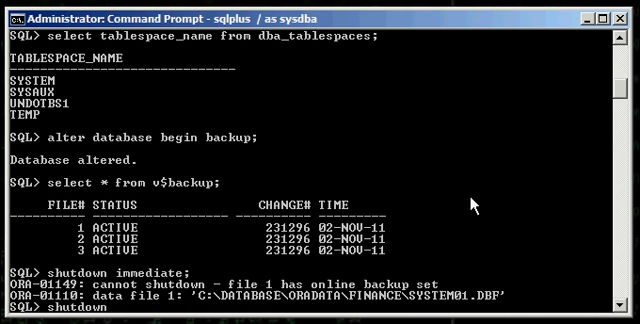 Administrator: Command Prompt - sqlplus / as sysdba
SQL> select tablespace_name from dba_tablespaces;
TABLESPACE_NAME
------------------------------
SYSTEM
SYSAUX
UNDOTBS1
TEMP
SQL> alter database begin backup;
Database altered.
SQL> select * from v$backup;
FILE# STATUS CHANGE# TIME
---------- ------------------ ---------- ---------
1 ACTIVE 231296 02-NOV-11
2 ACTIVE 231296 02-NOV-11
3 ACTIVE 231296 02-NOV-11
SQL> shutdown immediate;
ORA-01149: cannot shutdown - file 1 has online backup set
ORA-01110: data file 1: 'C:\DATABASE\ORADATA\FINANCE\SYSTEM01.DBF'
SQL> shutdown